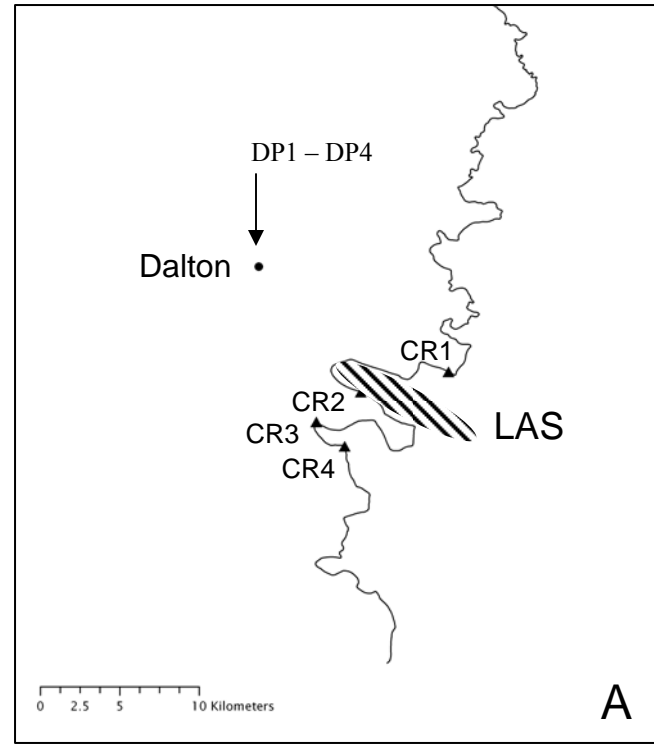 DP1 – DP4
Dalton
CR1
CR2
LAS
CR3
CR4
0 2.5 5 10 Kilometers
A